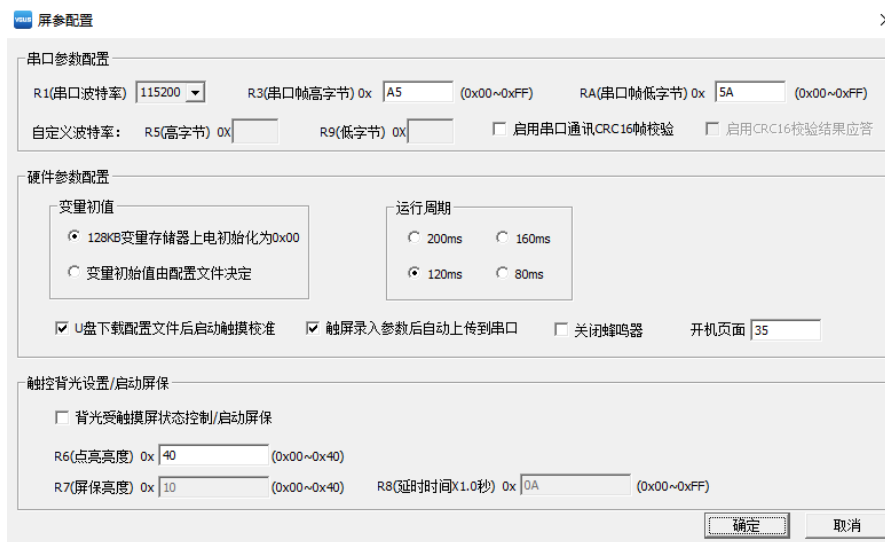 VGUS 屏参配置
串口参数配置
R1(串口波特率) 115200 R3(串口帧高字节) 0x A5 (0x00~0xFF) RA(串口帧低字节) 0x 5A (0x00~0xFF)
自定义波特率： R5(高字节) 0X R9(低字节) 0X 启用串口通讯CRC16帧校验 启用CRC16校验结果应答
硬件参数配置
变量初值 运行周期
128KB变量存储器上电初始化为0x00 200ms 160ms
变量初始值由配置文件决定 120ms 80ms
U盘下载配置文件后启动触摸校准 触屏录入参数后自动上传到串口 关闭蜂鸣器 开机页面 35
触控背光设置/启动屏保
背光受触摸屏状态控制/启动屏保
R6(点亮亮度) 0x 40 (0x00~0x40)
R7(屏保亮度) 0x 10 (0x00~0x40) R8(延时时间X1.0秒) 0x 0A (0x00~0xFF)
确定 取消